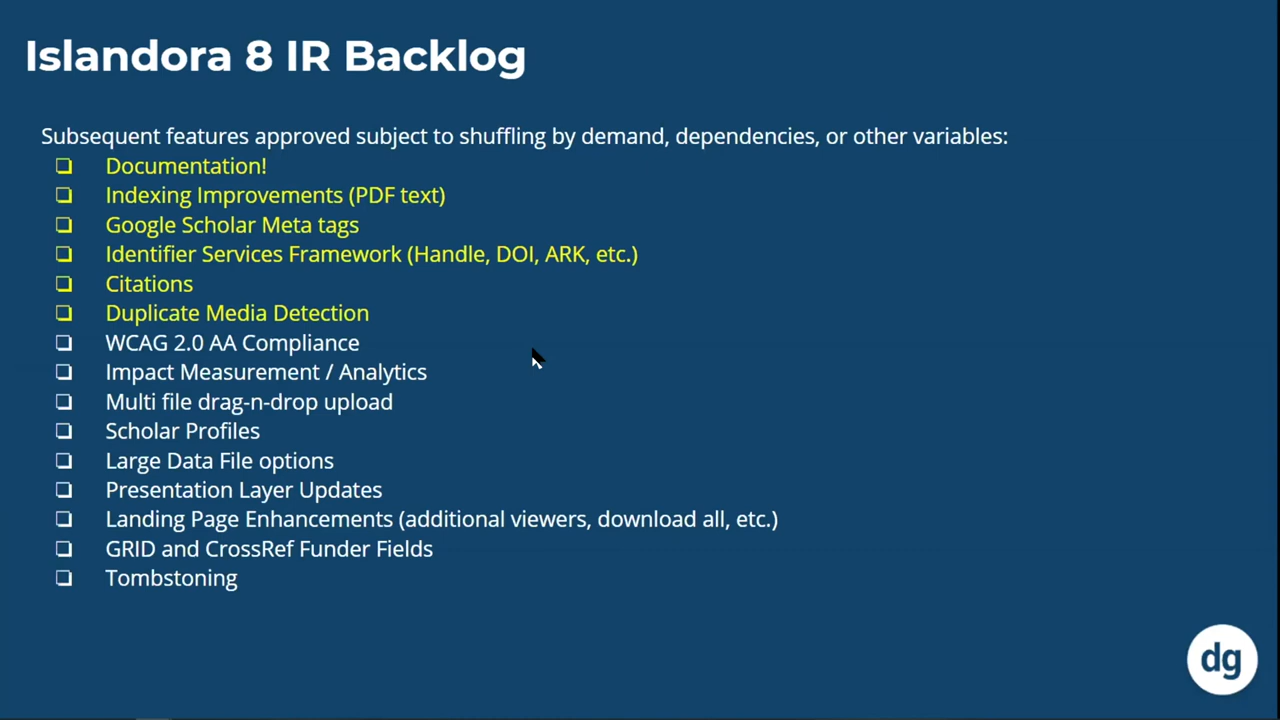 Islandora 8 IR Backlog
Subsequent features approved subject to shuffling by demand, dependencies, or other variables:
❏ Documentation!
❏ Indexing Improvements (PDF text)
❏ Google Scholar Meta tags
❏ Identifier Services Framework (Handle, DOI, ARK, etc.)
❏ Citations
❏ Duplicate Media Detection
❏ WCAG 2.0 AA Compliance
❏ Impact Measurement / Analytics
❏ Multi file drag-n-drop upload
❏ Scholar Profiles
❏ Large Data File options
❏ Presentation Layer Updates
❏ Landing Page Enhancements (additional viewers, download all, etc.)
❏ GRID and CrossRef Funder Fields
❏ Tombstoning
dg